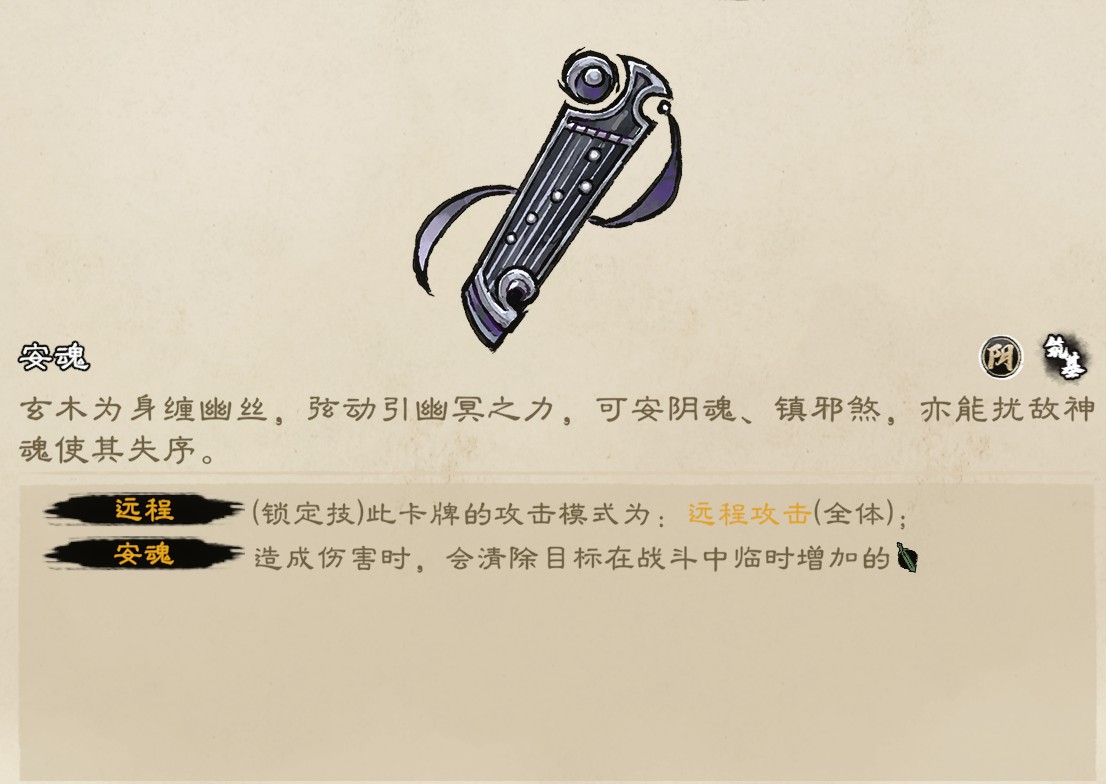 安魂 阴 筑基
玄木为身缠幽丝，弦动引幽冥之力，可安阴魂、镇邪煞，亦能扰敌神
魂使其失序。
远程 (锁定技)此卡牌的攻击模式为：远程攻击(全体)；
安魂 造成伤害时，会清除目标在战斗中临时增加的